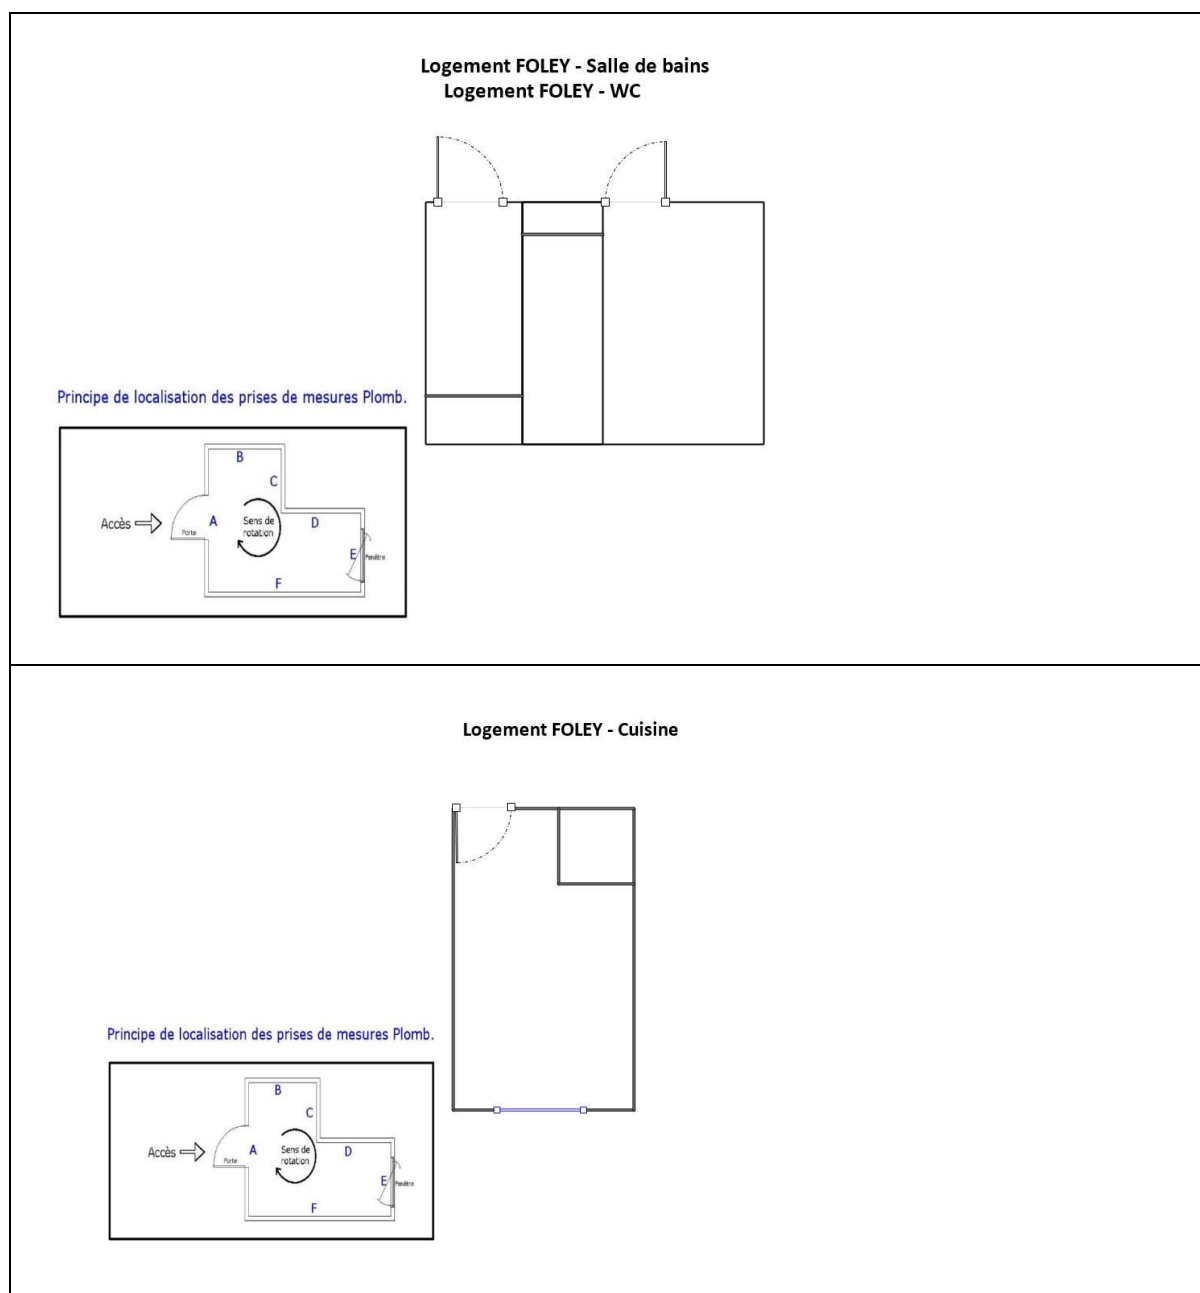 Logement FOLEY - Salle de bains
Logement FOLEY - WC
Principe de localisation des prises de mesures Plomb.
B
C
Accès
A
Sens de
rotation
D
Porte
E
Fenêtre
F
Logement FOLEY - Cuisine
Principe de localisation des prises de mesures Plomb.
B
C
Accès
A
Sens de
rotation
D
Porte
E
Fenêtre
F